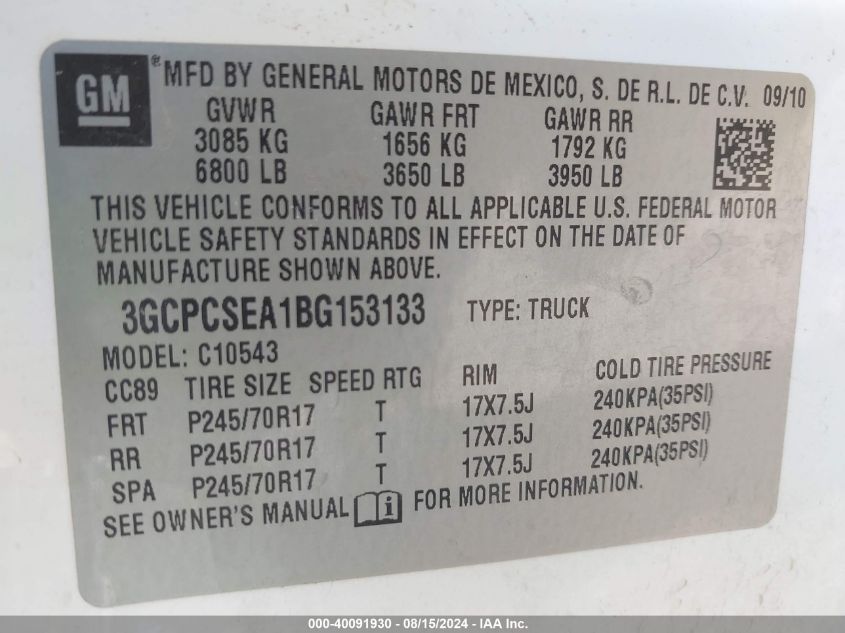 GM ® MFD BY GENERAL MOTORS DE MEXICO, S. DE R.L. DE C.V. 09/10
GVWR GAWR FRT GAWR RR
3085 KG 1656 KG 1792 KG
6800 LB 3650 LB 3950 LB
THIS VEHICLE CONFORMS TO ALL APPLICABLE U.S. FEDERAL MOTOR
VEHICLE SAFETY STANDARDS IN EFFECT ON THE DATE OF
MANUFACTURE SHOWN ABOVE.
3GCPCSEA1BG153133 TYPE: TRUCK
MODEL: C10543
CC89 TIRE SIZE SPEED RTG RIM COLD TIRE PRESSURE
FRT P245/70R17 T 17X7.5J 240KPA(35PSI)
RR P245/70R17 T 17X7.5J 240KPA(35PSI)
SPA P245/70R17 T 17X7.5J 240KPA(35PSI)
SEE OWNER'S MANUAL i FOR MORE INFORMATION.
000-40091930 - 08/15/2024 - IAA Inc.